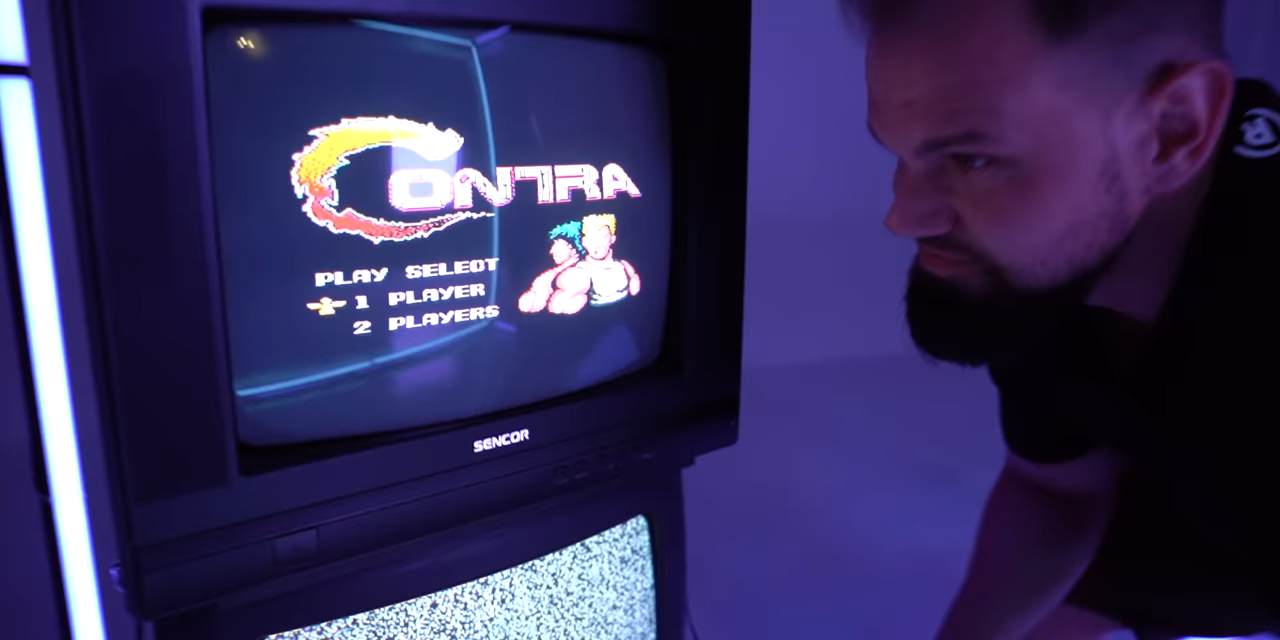 CONTRA
PLAY SELECT
1 PLAYER
2 PLAYERS
SENCOR